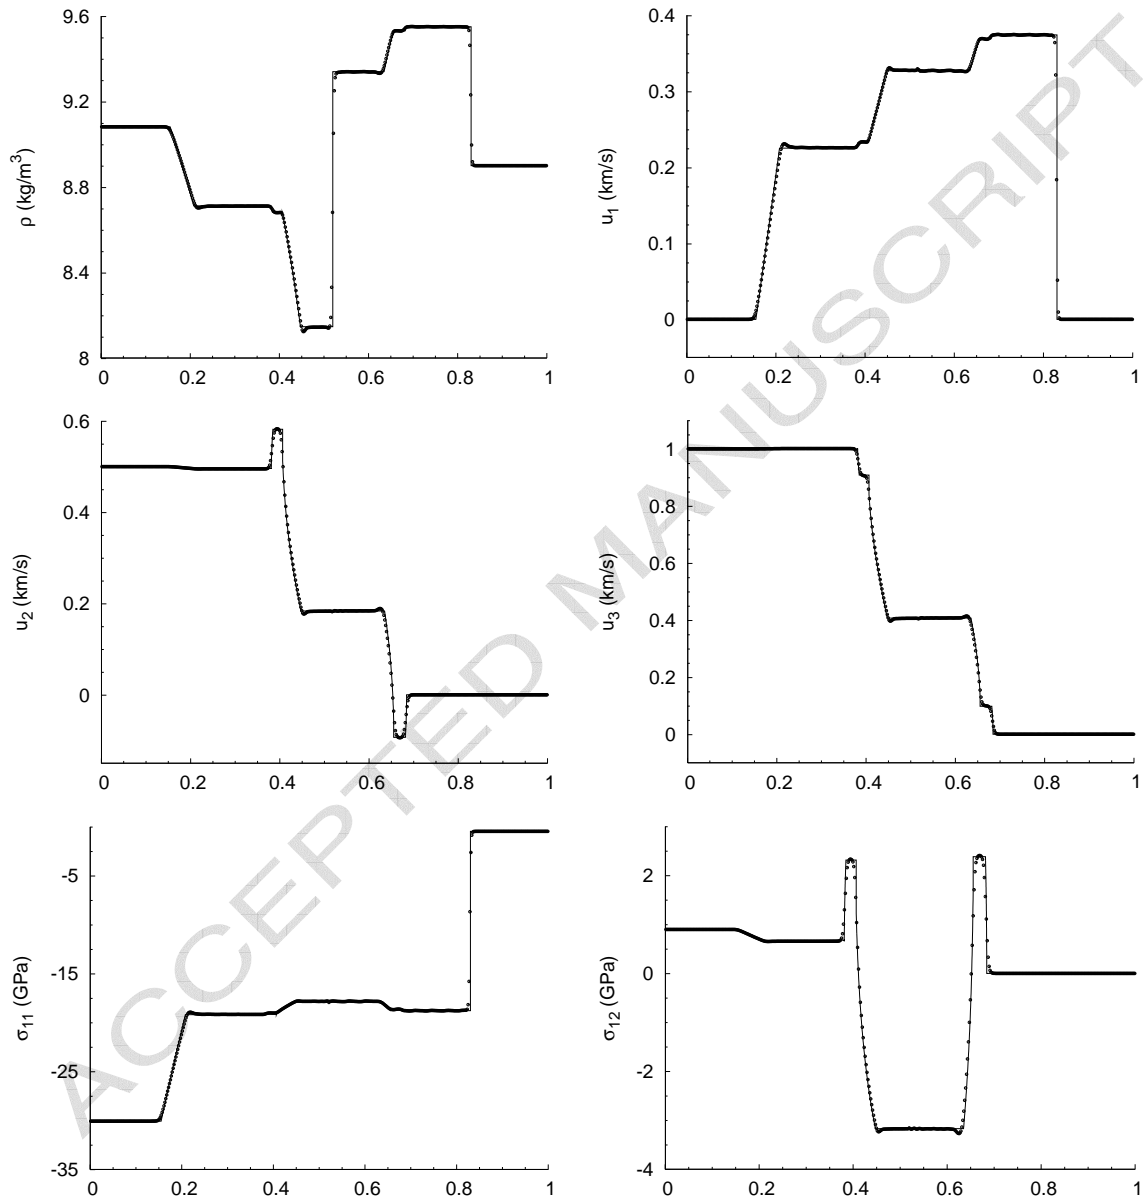 9.6
9.2
8.8
8.4
8
ρ (kg/m³)
0 0.2 0.4 0.6 0.8 1
0.4
0.3
0.2
0.1
0
u₁ (km/s)
0 0.2 0.4 0.6 0.8 1
0.6
0.4
0.2
0
u₂ (km/s)
0 0.2 0.4 0.6 0.8 1
1
0.8
0.6
0.4
0.2
0
u₃ (km/s)
0 0.2 0.4 0.6 0.8 1
-5
-15
-25
-35
σ₁₁ (GPa)
0 0.2 0.4 0.6 0.8 1
2
0
-2
-4
σ₁₂ (GPa)
0 0.2 0.4 0.6 0.8 1
ACCEPTED MANUSCRIPT